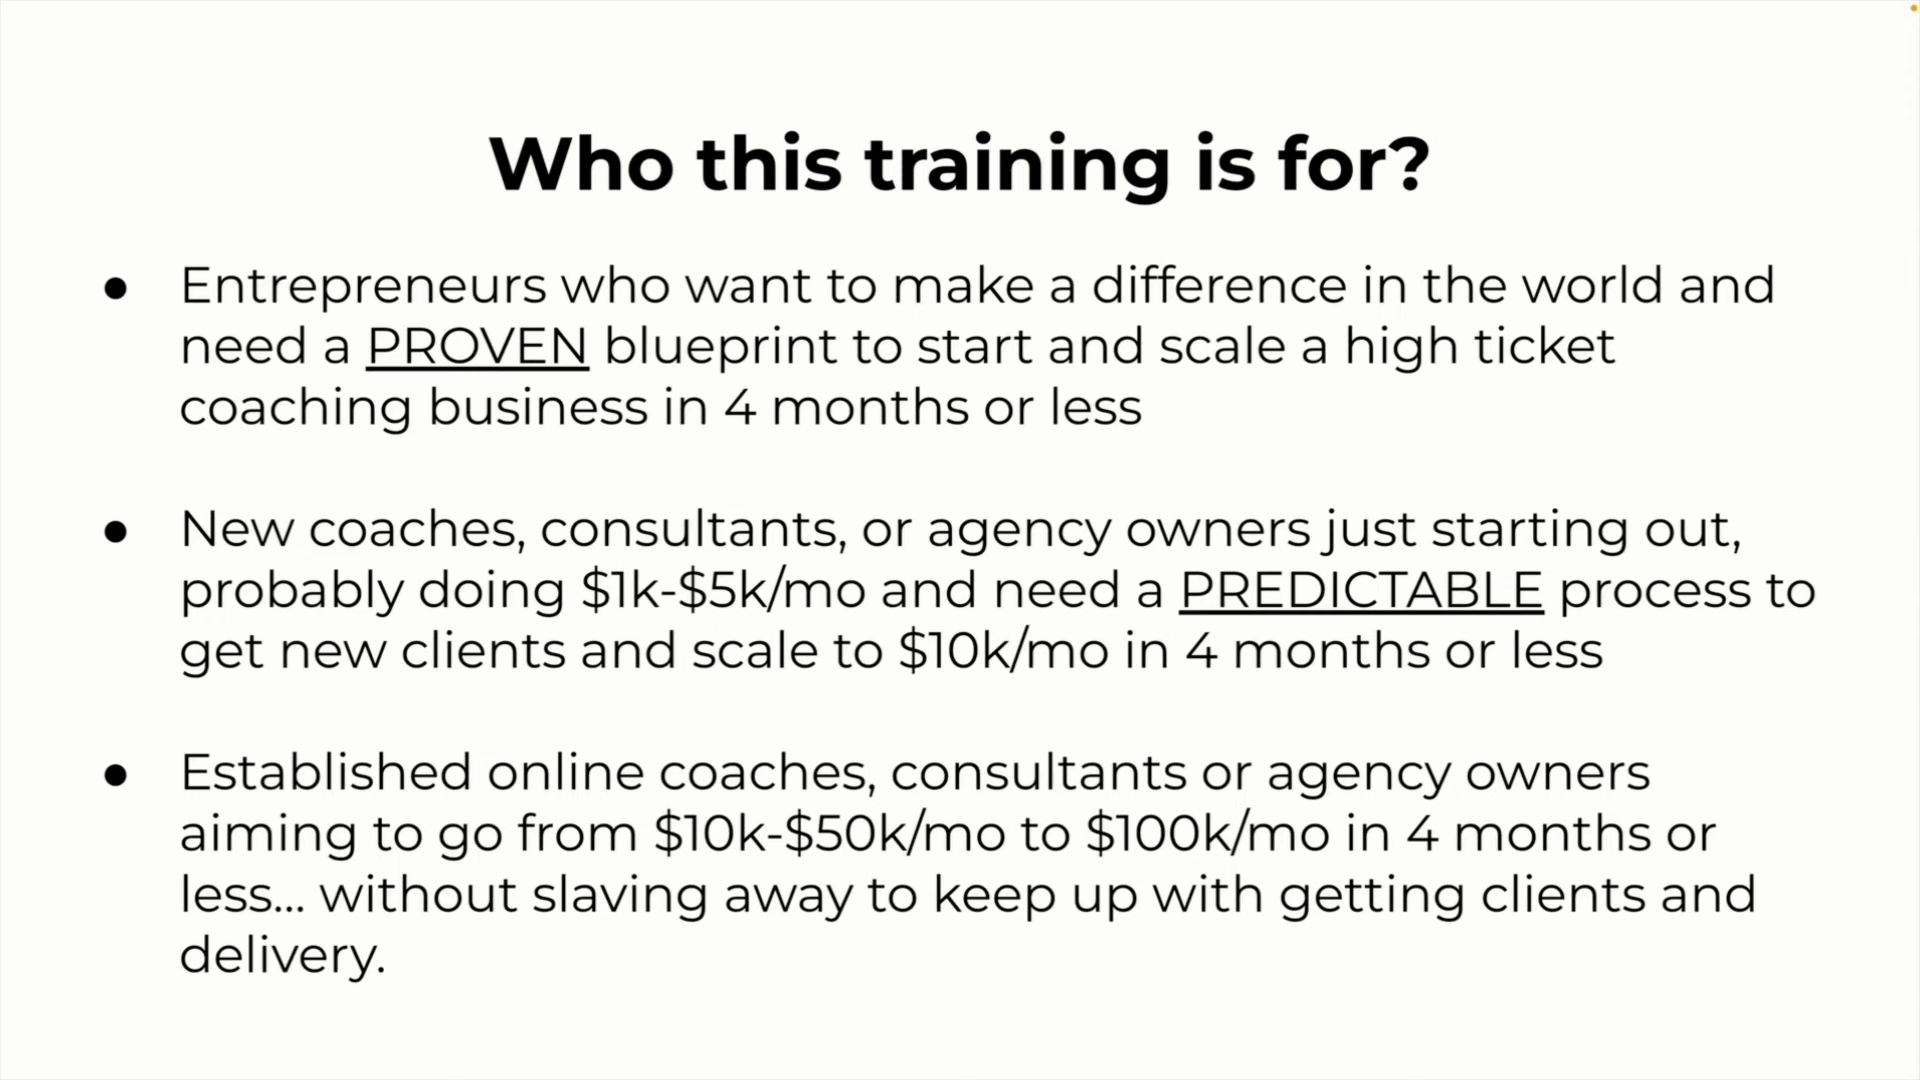 Who this training is for?
● Entrepreneurs who want to make a difference in the world and
need a PROVEN blueprint to start and scale a high ticket
coaching business in 4 months or less
● New coaches, consultants, or agency owners just starting out,
probably doing $1k-$5k/mo and need a PREDICTABLE process to
get new clients and scale to $10k/mo in 4 months or less
● Established online coaches, consultants or agency owners
aiming to go from $10k-$50k/mo to $100k/mo in 4 months or
less... without slaving away to keep up with getting clients and
delivery.